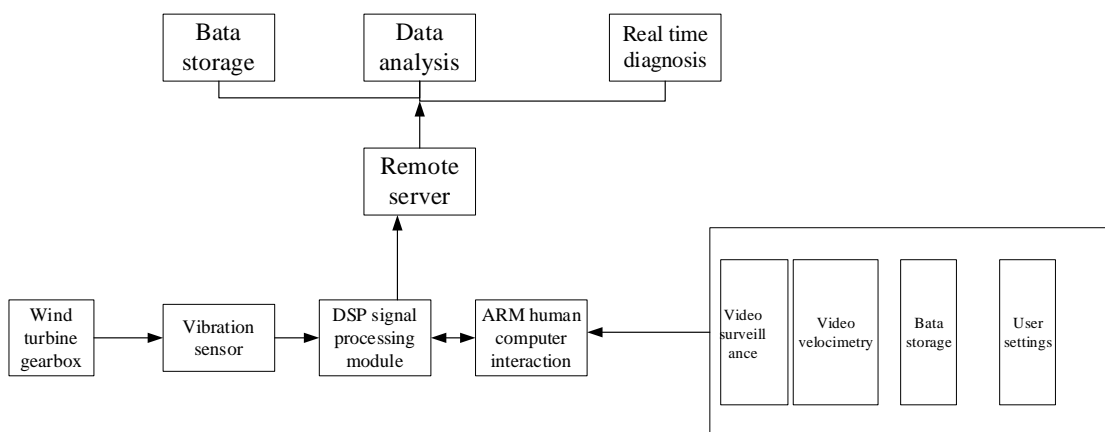 Bata
storage
Data
analysis
Real time
diagnosis
Remote
server
Wind
turbine
gearbox
Vibration
sensor
DSP signal
processing
module
ARM human
computer
interaction
Video
surveill
ance
Video
velocimetry
Bata
storage
User
settings